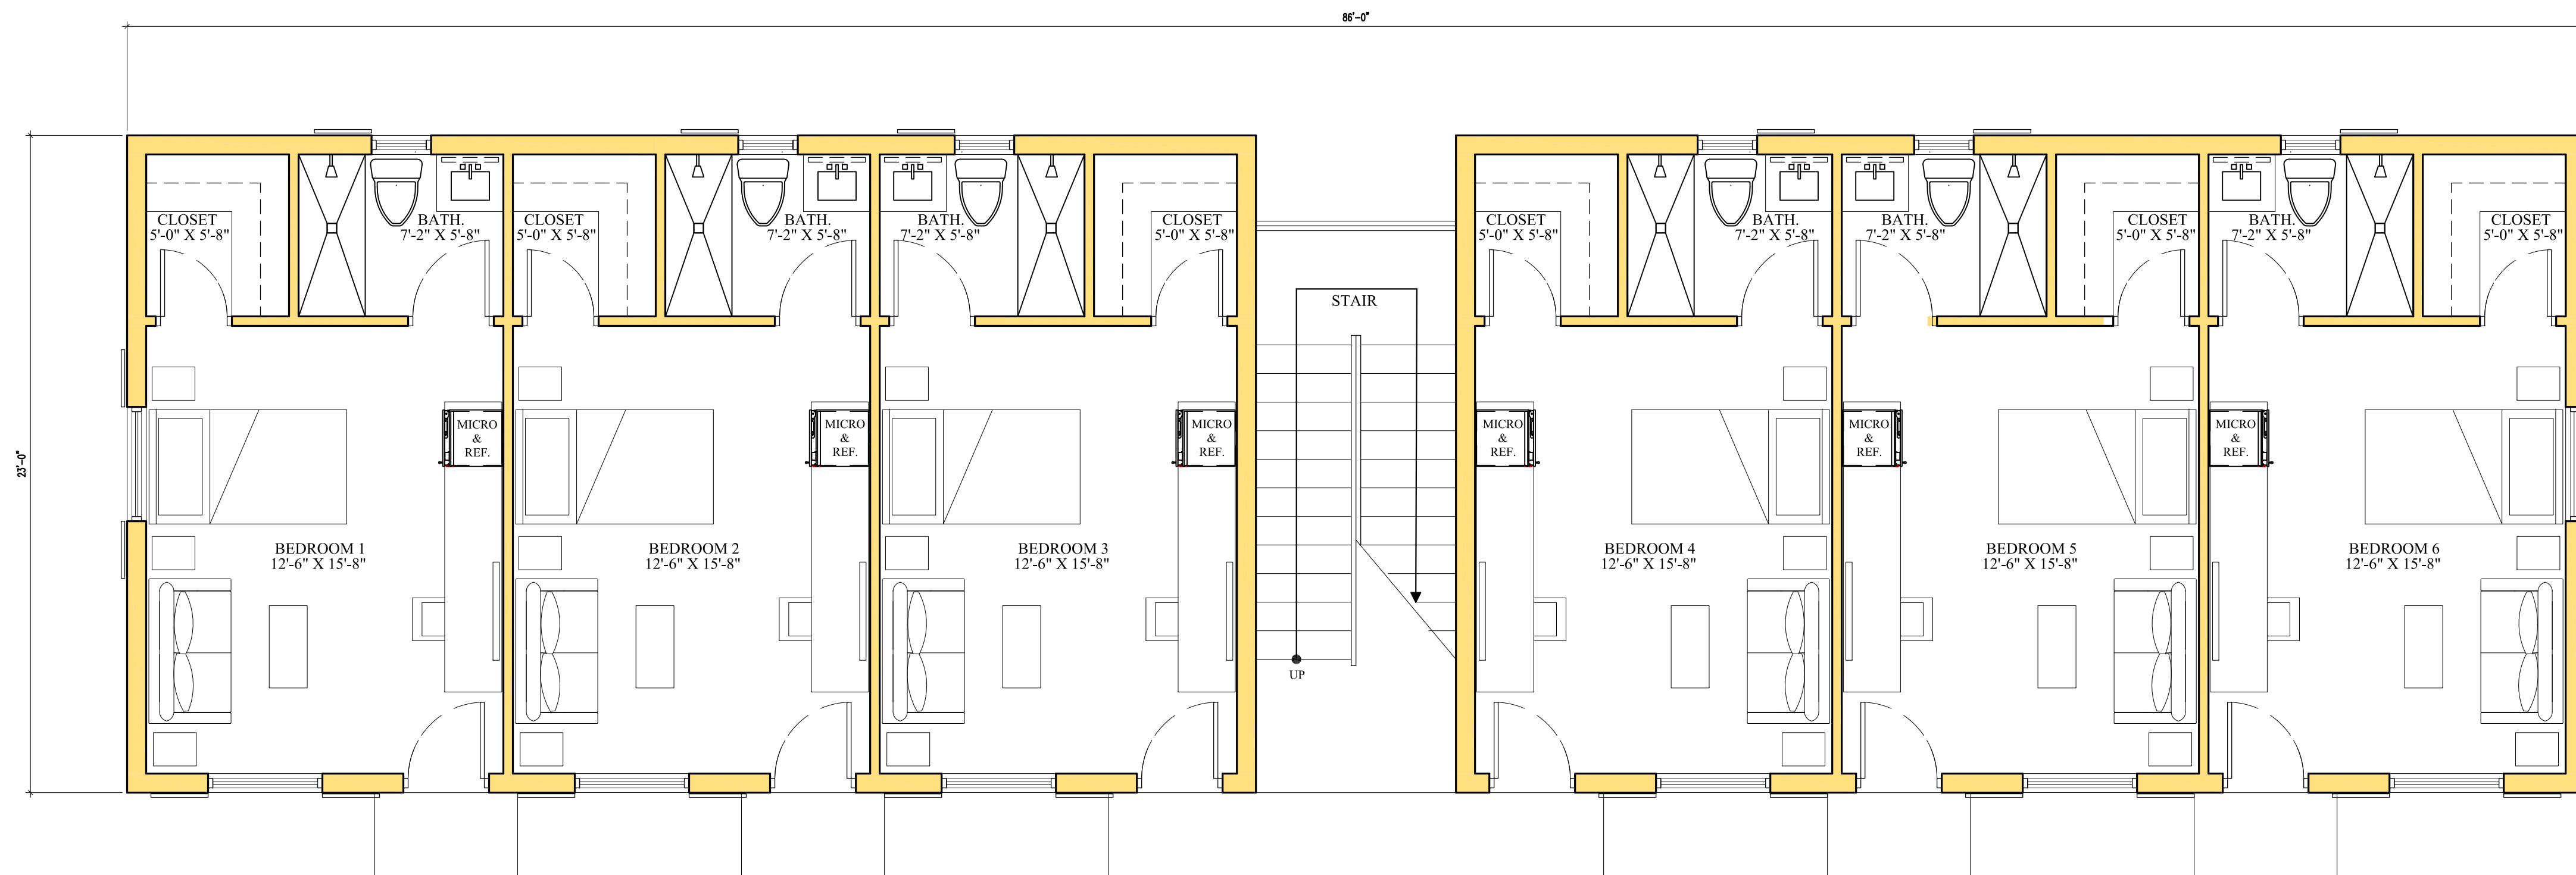 86'-0"
23'-0"
CLOSET
5'-0" X 5'-8"
BATH.
7'-2" X 5'-8"
CLOSET
5'-0" X 5'-8"
BATH.
7'-2" X 5'-8"
BATH.
7'-2" X 5'-8"
CLOSET
5'-0" X 5'-8"
CLOSET
5'-0" X 5'-8"
BATH.
7'-2" X 5'-8"
BATH.
7'-2" X 5'-8"
CLOSET
5'-0" X 5'-8"
BATH.
7'-2" X 5'-8"
CLOSET
5'-0" X 5'-8"
STAIR
MICRO
&
REF.
MICRO
&
REF.
MICRO
&
REF.
MICRO
&
REF.
MICRO
&
REF.
MICRO
&
REF.
BEDROOM 1
12'-6" X 15'-8"
BEDROOM 2
12'-6" X 15'-8"
BEDROOM 3
12'-6" X 15'-8"
BEDROOM 4
12'-6" X 15'-8"
BEDROOM 5
12'-6" X 15'-8"
BEDROOM 6
12'-6" X 15'-8"
UP